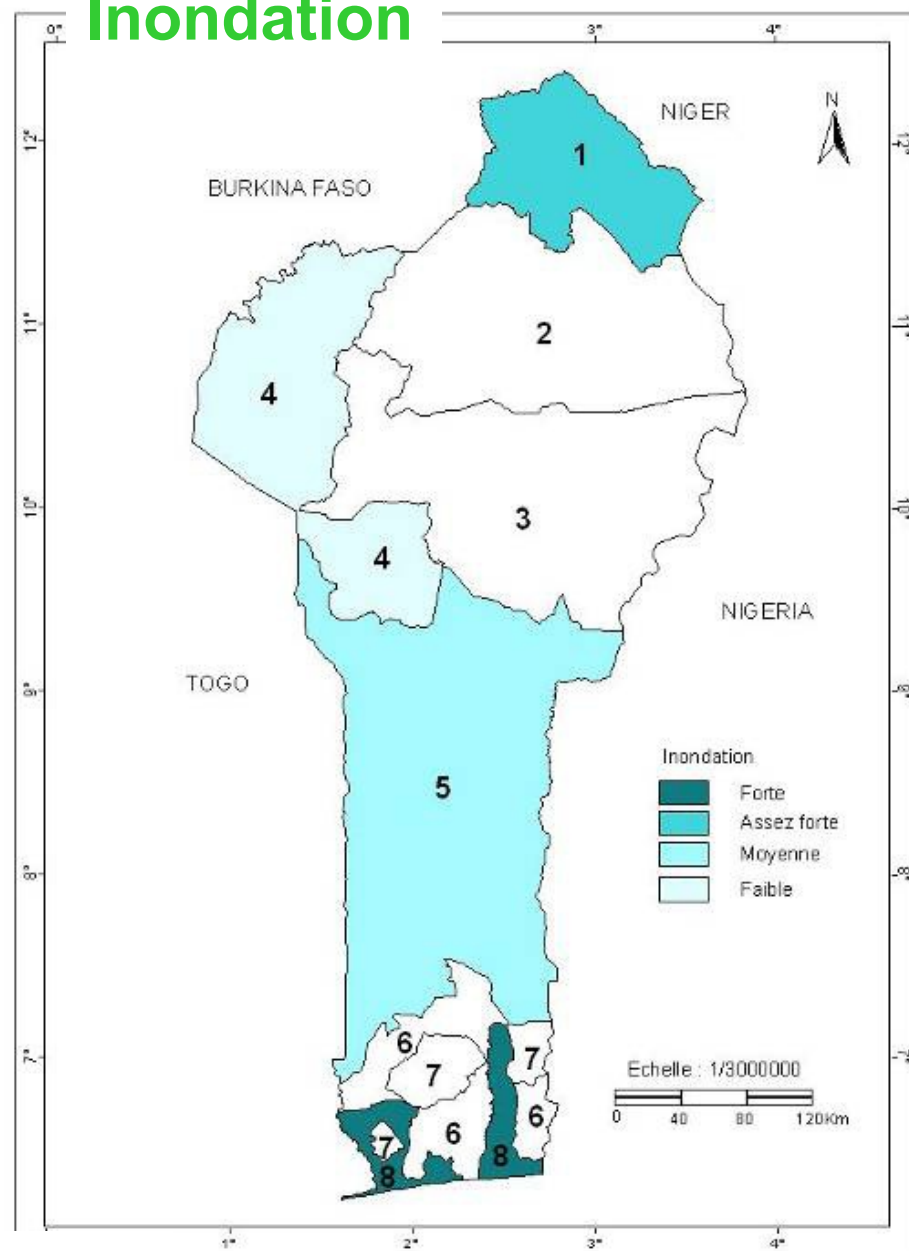 Inondation
0° 3° 4°
N
NIGER
12°
1
BURKINA FASO
11°
2
4
10°
3
4
NIGERIA
TOGO
9°
Inondation
5
Forte
Assez forte
Moyenne
8°
Faible
6
7
7
7°
Echelle : 1/3000000
6
6
0 40 80 120Km
7
8
8
1° 2° 3° 4°